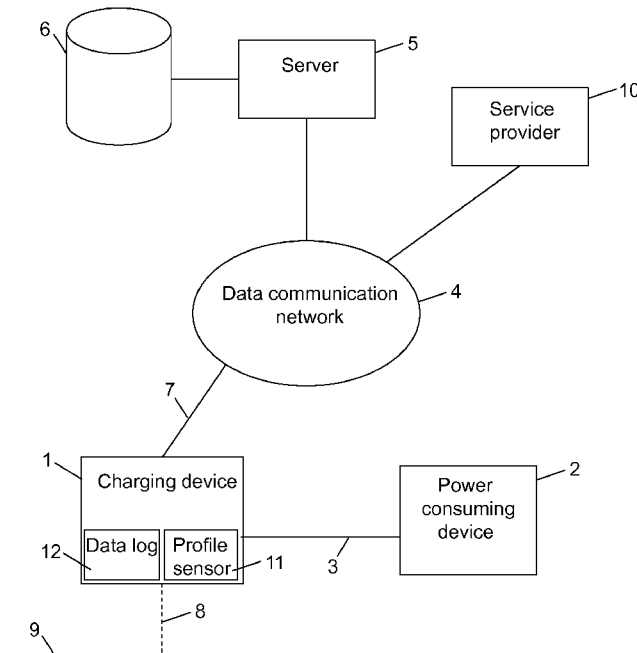 6
Server
5
Service
provider
10
Data communication
network
4
7
1
Charging device
Data log
Profile
sensor
12
11
3
Power
consuming
device
2
8
9